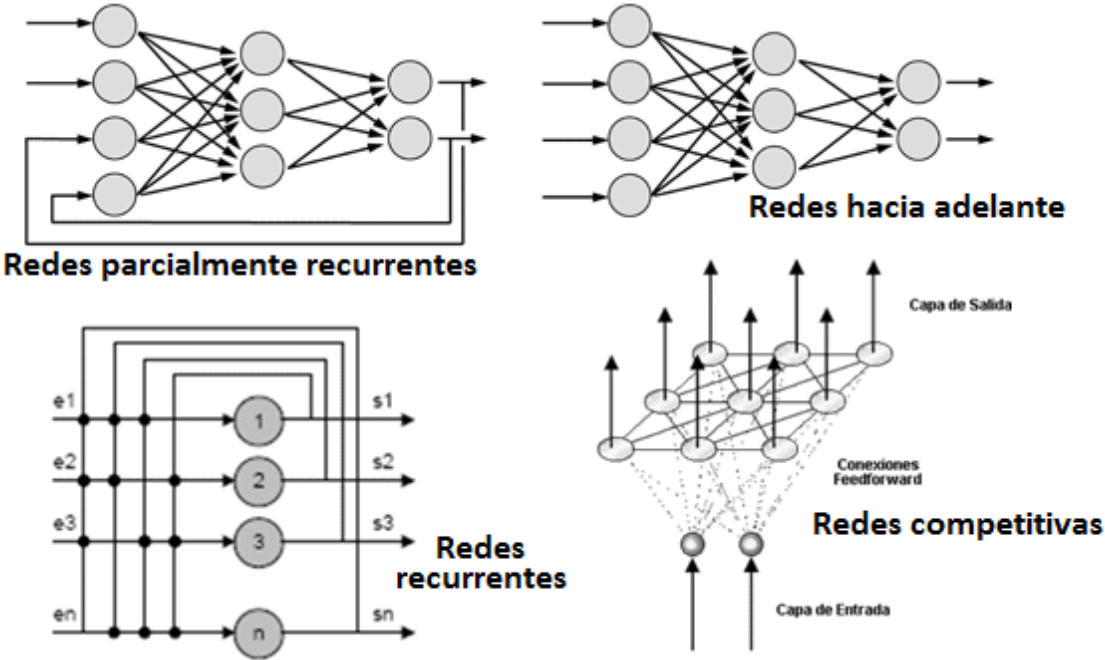 Redes hacia adelante
Redes parcialmente recurrentes
Capa de Salida
e1
1
s1
e2
2
s2
e3
3
s3
en
n
sn
Redes
recurrentes
Conexiones
Feedforward
Redes competitivas
Capa de Entrada